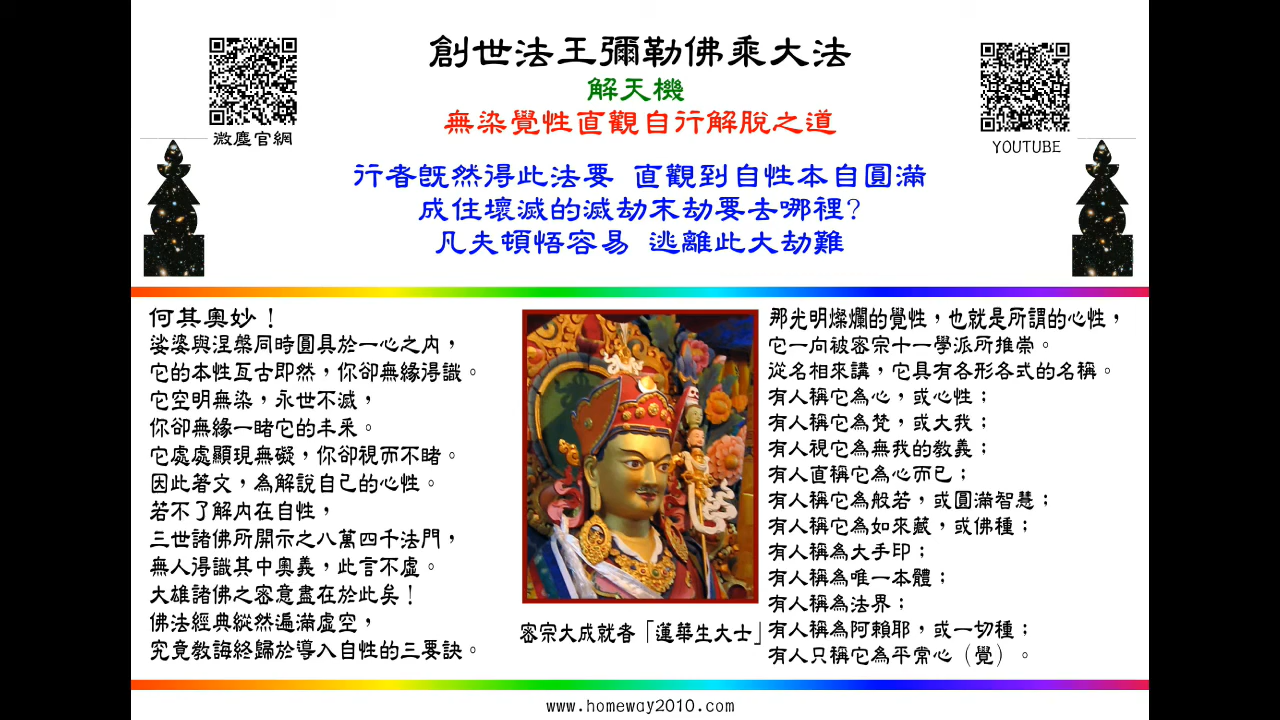 創世法王彌勒佛乘大法
解天機
無染覺性直觀自行解脫之道
微塵官網
YOUTUBE
行者既然得此法要 直觀到自性本自圓滿
成住壞滅的滅劫末劫要去哪裡?
凡夫頓悟容易 逃離此大劫難
何其奧妙！
娑婆與涅槃同時圓具於一心之內，
它的本性亙古即然，你卻無緣得識。
它空明無染，永世不滅，
你卻無緣一睹它的丰采。
它處處顯現無礙，你卻視而不睹。
因此著文，為解說自己的心性。
若不了解內在自性，
三世諸佛所開示之八萬四千法門，
無人得識其中奧義，此言不虛。
大雄諸佛之密意盡在於此矣！
佛法經典縱然遍滿虛空，
究竟教誨終歸於導入自性的三要訣。
密宗大成就者「蓮華生大士」
那光明燦爛的覺性，也就是所謂的心性，
它一向被密宗十一學派所推崇。
從名相來講，它具有各形各式的名稱。
有人稱它為心，或心性；
有人稱它為梵，或大我；
有人視它為無我的教義；
有人直稱它為心而已；
有人稱它為般若，或圓滿智慧；
有人稱它為如來藏，或佛種；
有人稱為大手印；
有人稱為唯一本體；
有人稱為法界；
有人稱為阿賴耶，或一切種；
有人只稱它為平常心（覺）。
www.homeway2010.com